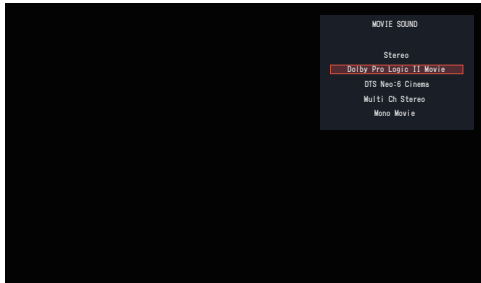 MOVIE SOUND
Stereo
Dolby Pro Logic II Movie
DTS Neo:6 Cinema
Multi Ch Stereo
Mono Movie